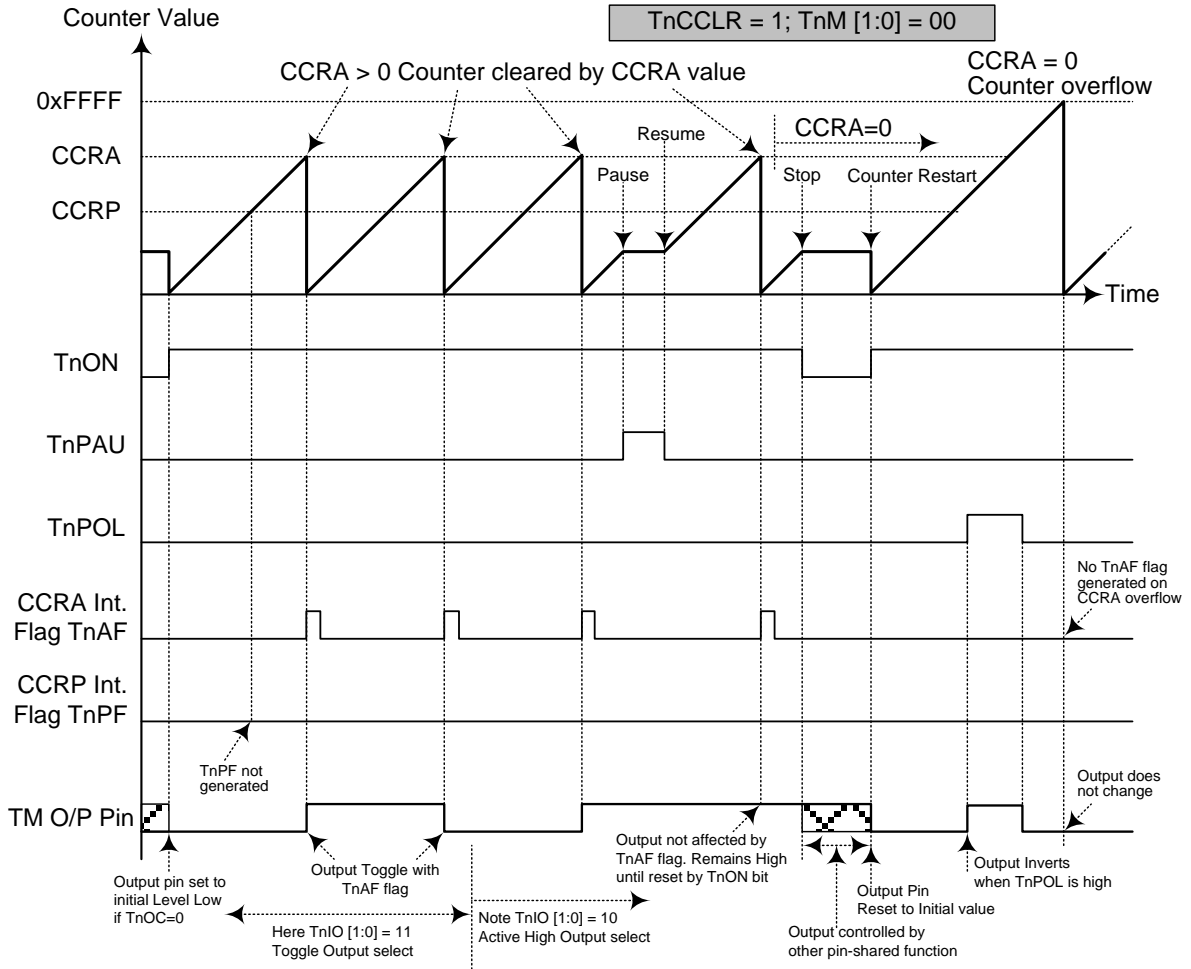 Counter Value
TnCCLR = 1; TnM [1:0] = 00
CCRA > 0 Counter cleared by CCRA value
CCRA = 0
Counter overflow
0xFFFF
Resume
CCRA=0
CCRA
Pause
Stop
Counter Restart
CCRP
Time
TnON
TnPAU
TnPOL
No TnAF flag
generated on
CCRA overflow
CCRA Int.
Flag TnAF
CCRP Int.
Flag TnPF
TnPF not
generated
Output does
not change
TM O/P Pin
Output pin set to
initial Level Low
if TnOC=0
Output Toggle with
TnAF flag
Output not affected by
TnAF flag. Remains High
until reset by TnON bit
Output Inverts
when TnPOL is high
Output Pin
Reset to Initial value
Here TnIO [1:0] = 11
Toggle Output select
Note TnIO [1:0] = 10
Active High Output select
Output controlled by
other pin-shared function